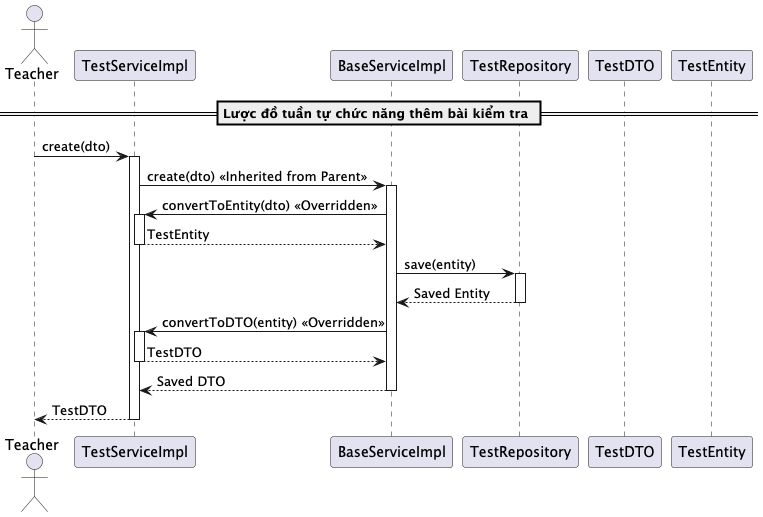 Teacher
TestServiceImpl
BaseServiceImpl
TestRepository
TestDTO
TestEntity
Lược đồ tuần tự chức năng thêm bài kiểm tra
create(dto)
create(dto) «Inherited from Parent»
convertToEntity(dto) «Overridden»
TestEntity
save(entity)
Saved Entity
convertToDTO(entity) «Overridden»
TestDTO
Saved DTO
TestDTO
Teacher
TestServiceImpl
BaseServiceImpl
TestRepository
TestDTO
TestEntity